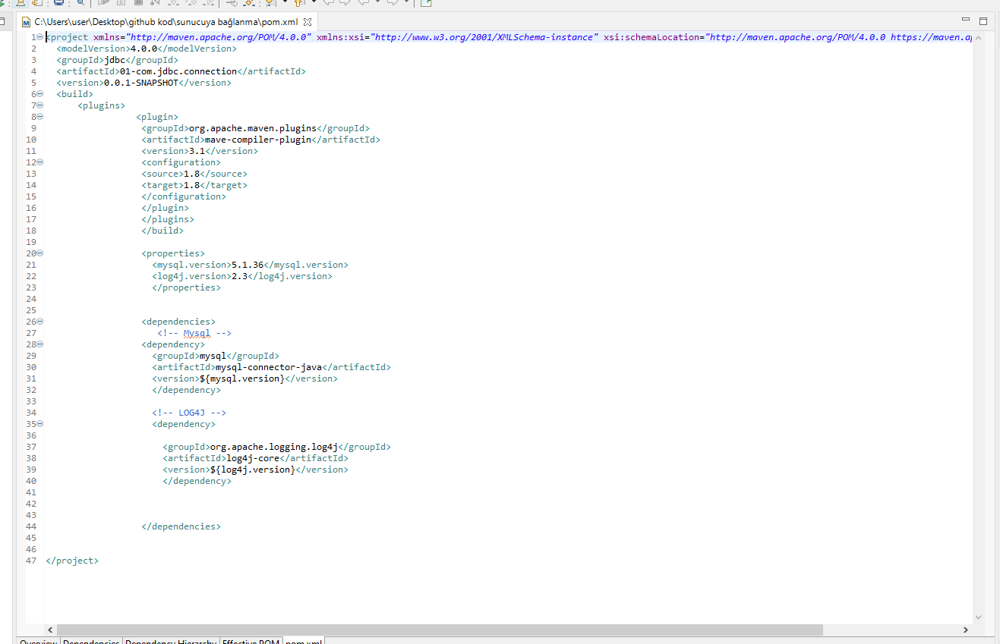 C:\Users\user\Desktop\github kod\sunucuya bağlanma\pom.xml
1 <project xmlns="http://maven.apache.org/POM/4.0.0" xmlns:xsi="http://www.w3.org/2001/XMLSchema-instance" xsi:schemaLocation="http://maven.apache.org/POM/4.0.0 https://maven.ap
2 <modelVersion>4.0.0</modelVersion>
3 <groupId>jdbc</groupId>
4 <artifactId>01-com.jdbc.connection</artifactId>
5 <version>0.0.1-SNAPSHOT</version>
6 <build>
7 <plugins>
8 <plugin>
9 <groupId>org.apache.maven.plugins</groupId>
10 <artifactId>mave-compiler-plugin</artifactId>
11 <version>3.1</version>
12 <configuration>
13 <source>1.8</source>
14 <target>1.8</target>
15 </configuration>
16 </plugin>
17 </plugins>
18 </build>
19
20 <properties>
21 <mysql.version>5.1.36</mysql.version>
22 <log4j.version>2.3</log4j.version>
23 </properties>
24
25
26 <dependencies>
27 <!-- Mysql -->
28 <dependency>
29 <groupId>mysql</groupId>
30 <artifactId>mysql-connector-java</artifactId>
31 <version>${mysql.version}</version>
32 </dependency>
33
34 <!-- LOG4J -->
35 <dependency>
36
37 <groupId>org.apache.logging.log4j</groupId>
38 <artifactId>log4j-core</artifactId>
39 <version>${log4j.version}</version>
40 </dependency>
41
42
43
44 </dependencies>
45
46
47 </project>
Overview Dependencies Dependency Hierarchy Effective POM pom.xml